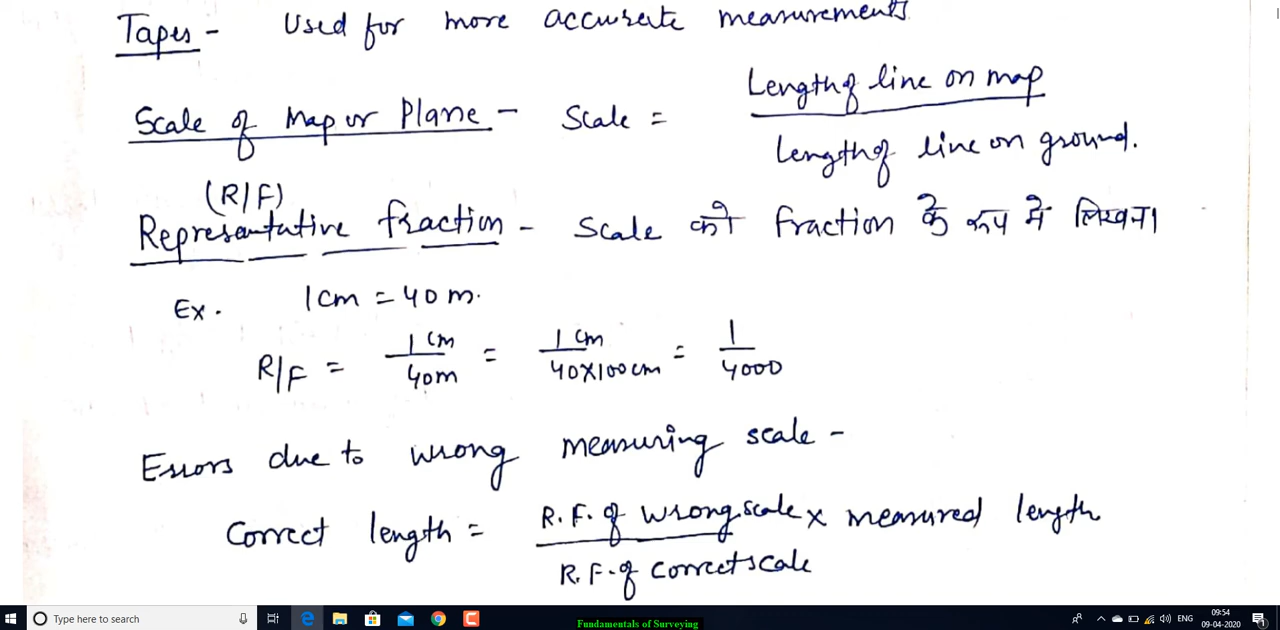 Tapes - Used for more accurate measurements.
Scale of Map or Plane - Scale = Length of line on map
Length of line on ground.
(R/F)
Representative fraction - Scale को fraction के रूप में लिखना
Ex. 1cm = 40 m.
R/F = 1 cm / 40m = 1 cm / 40×100cm = 1 / 4000
Errors due to wrong measuring scale -
Correct length = R.F. of wrong scale × measured length
R.F. of correct scale
Type here to search
ENG
09:54
09-04-2020
Fundamentals of Surveying